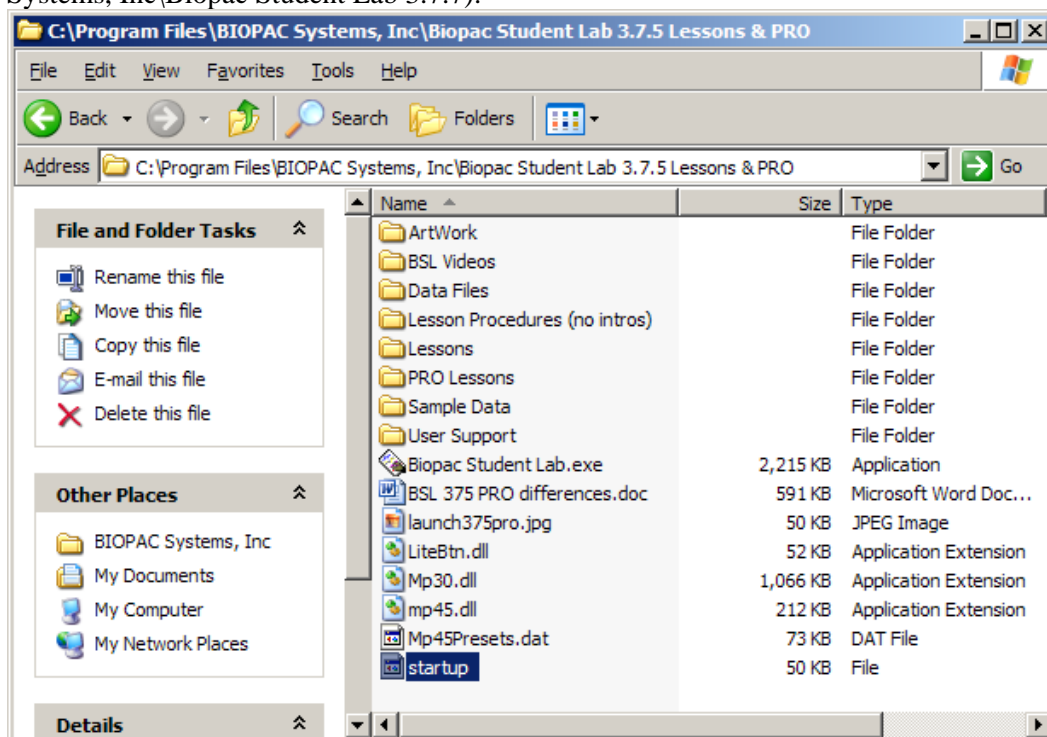 Systems, Inc\Biopac Student Lab 3.7.7).
C:\Program Files\BIOPAC Systems, Inc\Biopac Student Lab 3.7.5 Lessons & PRO
File Edit View Favorites Tools Help
Back Search Folders
Address C:\Program Files\BIOPAC Systems, Inc\Biopac Student Lab 3.7.5 Lessons & PRO Go
File and Folder Tasks
Rename this file
Move this file
Copy this file
E-mail this file
Delete this file
Other Places
BIOPAC Systems, Inc
My Documents
My Computer
My Network Places
Details
Name Size Type
ArtWork File Folder
BSL Videos File Folder
Data Files File Folder
Lesson Procedures (no intros) File Folder
Lessons File Folder
PRO Lessons File Folder
Sample Data File Folder
User Support File Folder
Biopac Student Lab.exe 2,215 KB Application
BSL 375 PRO differences.doc 591 KB Microsoft Word Doc...
launch375pro.jpg 50 KB JPEG Image
LiteBtn.dll 52 KB Application Extension
Mp30.dll 1,066 KB Application Extension
mp45.dll 212 KB Application Extension
Mp45Presets.dat 73 KB DAT File
startup 50 KB File